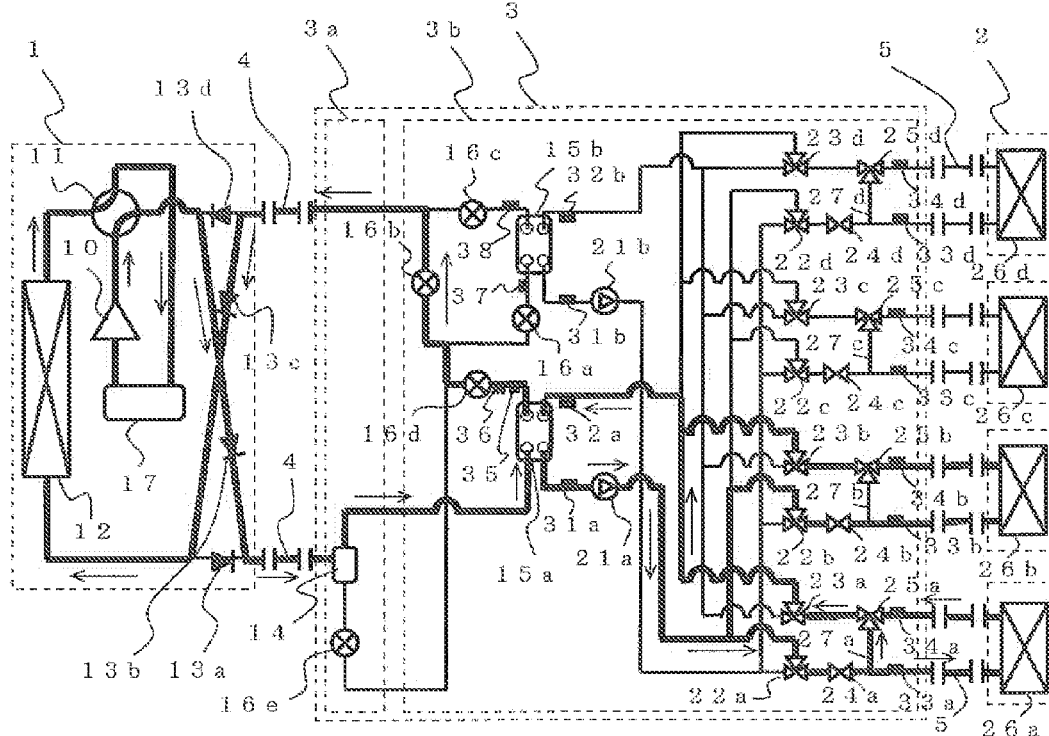 3a 3b 3
1 4 5 2
13d
11
16c 15b 32b 23d 25d
10
16b 38 21b 27d 34d
22d 24d 33d 26d
37 23c 25c
13c 31b 27c 34c
16a
16d 36 32a 22c 24c 33c 26c
23b 25b
35
17 27b 34b
12 4 31a
15a 21a 22b 24b 33b 26b
23a 25a
14
27a 34a
13b 13a 16e 22a 24a 33a 5 26a